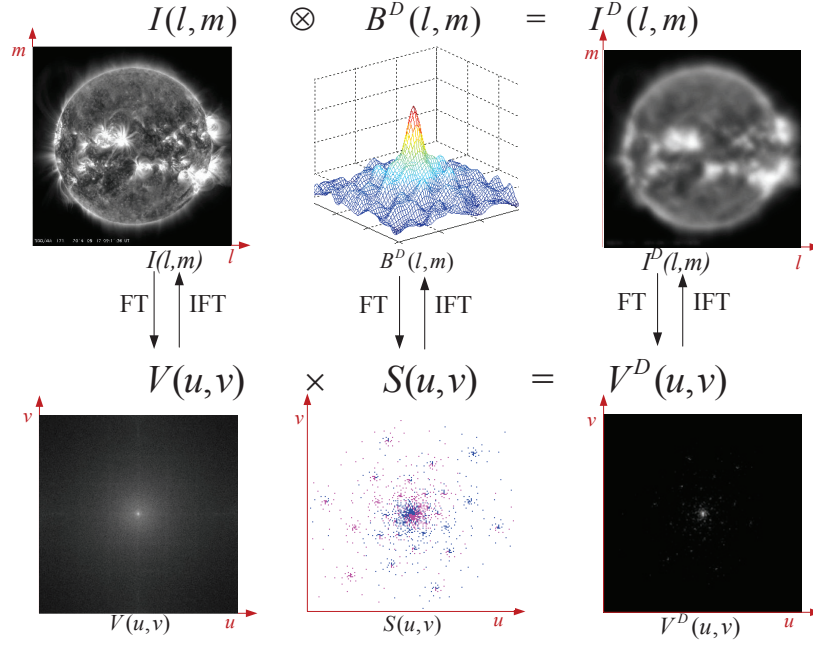 I(l,m) ⊗ B^D(l,m) = I^D(l,m)
m
m
I(l,m) l
B^D(l,m)
I^D(l,m) l
FT IFT
FT IFT
FT IFT
V(u,v) × S(u,v) = V^D(u,v)
v
v
v
V(u,v) u
S(u,v) u
V^D(u,v) u